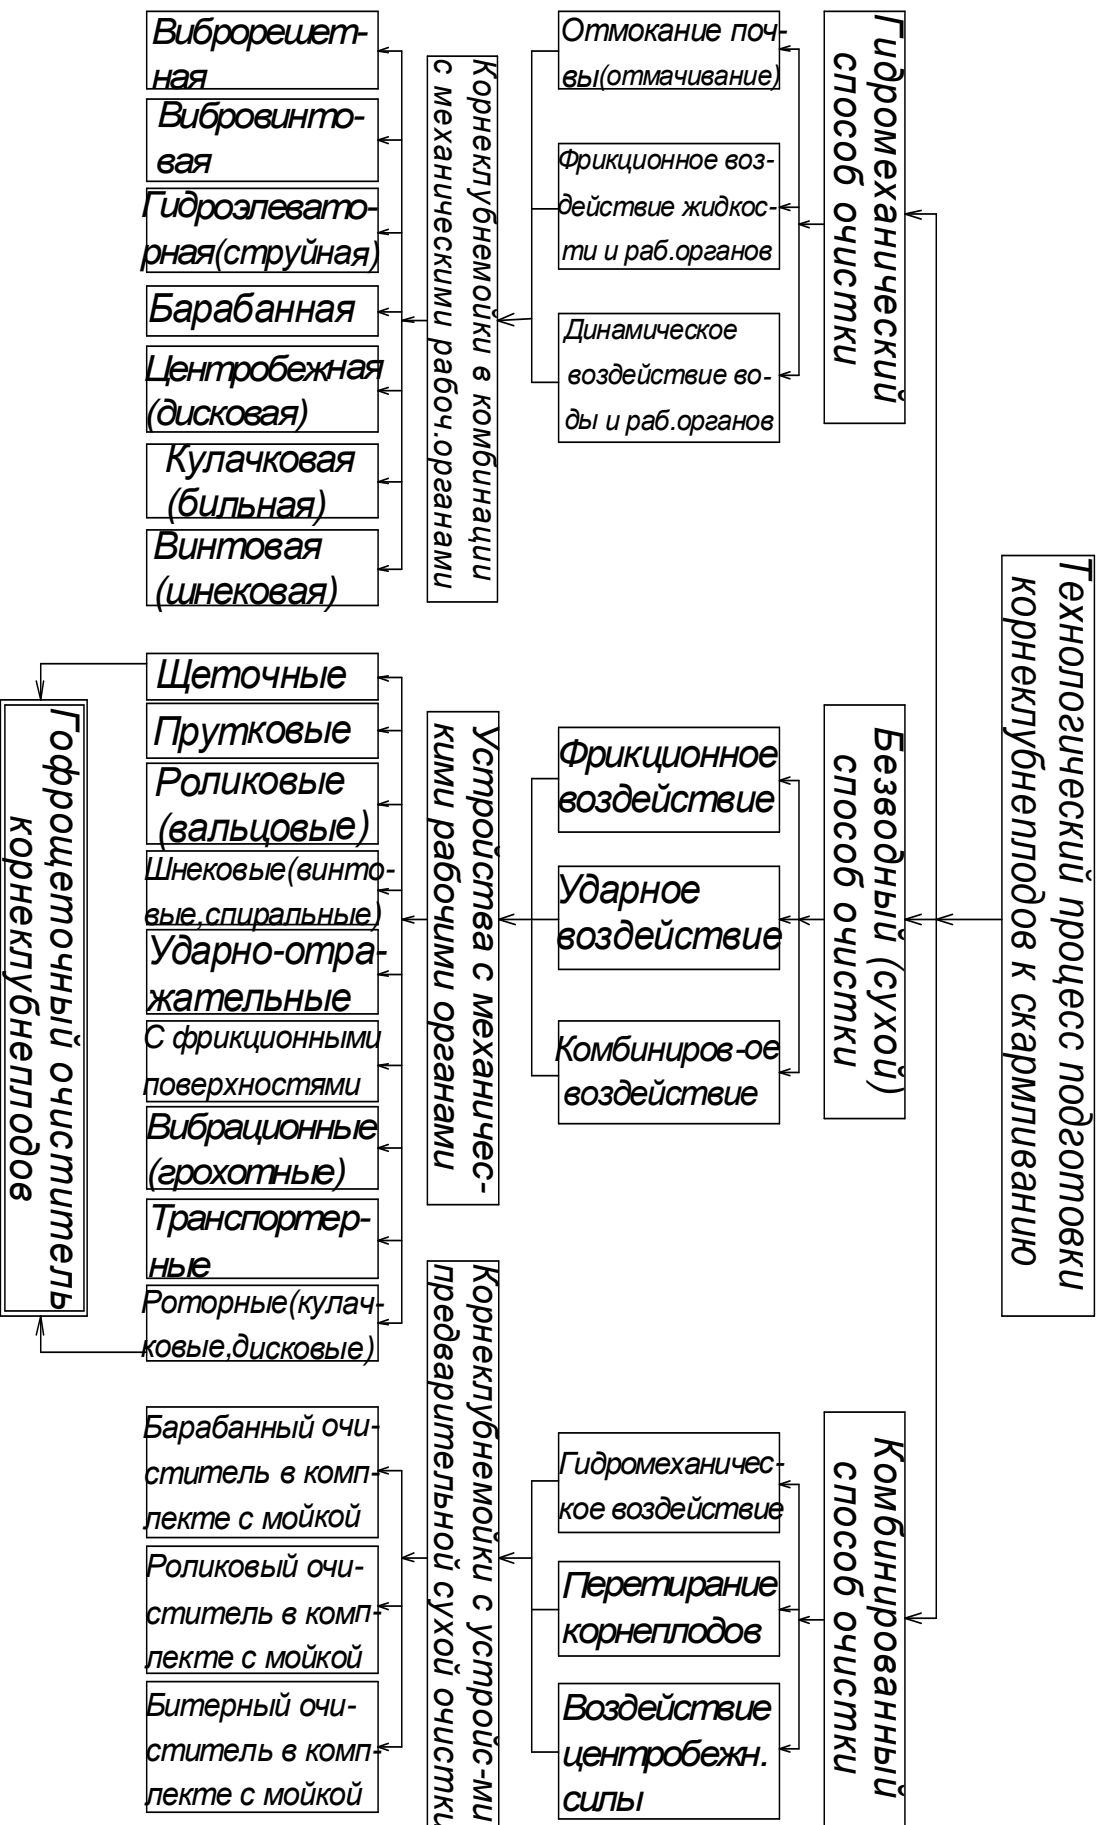 Технологический процесс подготовки
корнеклубнеплодов к скармливанию
Гидромеханический
способ очистки
Безводный (сухой)
способ очистки
Комбинированный
способ очистки
Отмокание поч-
вы(отмачивание)
Фрикционное воз-
действие жидкос-
ти и раб.органов
Динамическое
воздействие во-
ды и раб.органов
Фрикционное
воздействие
Ударное
воздействие
Комбиниров-ое
воздействие
Гидромеханичес-
кое воздействие
Перетирание
корнеплодов
Воздействие
центробежн.
силы
Корнеклубнемойки в комбинации
с механическими рабоч.органами
Устройства с механичес-
кими рабочими органами
Корнеклубнемойки с устройс-ми
предварительной сухой очистки
Виброрешет-
ная
Вибровинто-
вая
Гидроэлевато-
рная(струйная)
Барабанная
Центробежная
(дисковая)
Кулачковая
(бильная)
Винтовая
(шнековая)
Щеточные
Прутковые
Роликовые
(вальцовые)
Шнековые(винто-
вые,спиральные)
Ударно-отра-
жательные
С фрикционными
поверхностями
Вибрационные
(грохотные)
Транспортер-
ные
Роторные(кулач-
ковые,дисковые)
Барабанный очи-
ститель в комп-
лекте с мойкой
Роликовый очи-
ститель в комп-
лекте с мойкой
Битерный очи-
ститель в комп-
лекте с мойкой
Гофрощеточный очиститель
корнеклубнеплодов